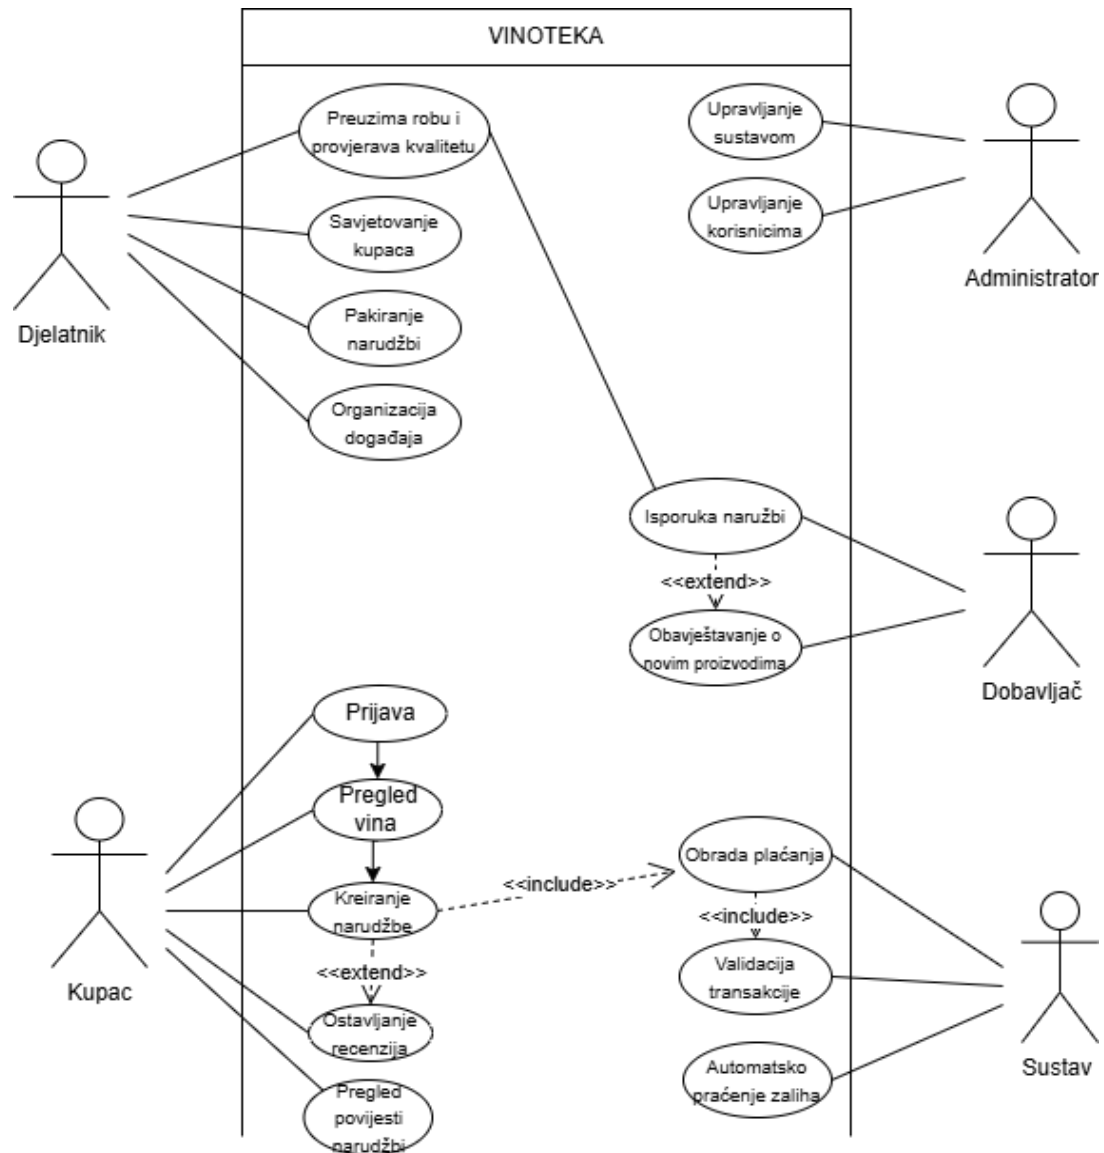 VINOTEKA
Preuzima robu i
provjerava kvalitetu
Savjetovanje
kupaca
Pakiranje
narudžbi
Organizacija
događaja
Djelatnik
Upravljanje
sustavom
Upravljanje
korisnicima
Administrator
Isporuka naružbi
<<extend>>
Obavještavanje o
novim proizvodima
Dobavljač
Prijava
Pregled
vina
Kreiranje
narudžbe
<<extend>>
Ostavljanje
recenzija
Pregled
povijesti
narudžbi
Kupac
<<include>>
Obrada plaćanja
<<include>>
Validacija
transakcije
Automatsko
praćenje zaliha
Sustav